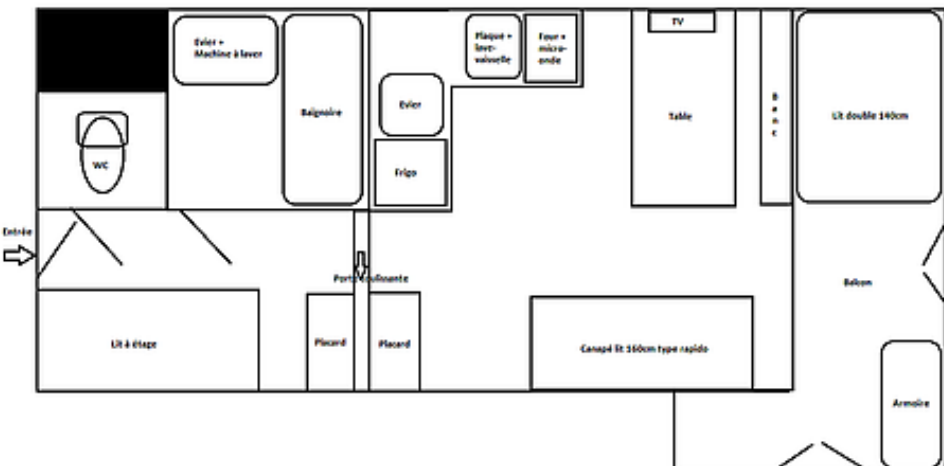 TV
Evier +
Machine à laver
Plaque +
lave-
vaisselle
Four +
micro-
onde
Evier
Baignoire
Table
B
a
n
c
Lit double 140cm
WC
Frigo
Entrée
Porte coulissante
Balcon
Lit à étage
Placard
Placard
Canapé lit 160cm type rapido
Armoire